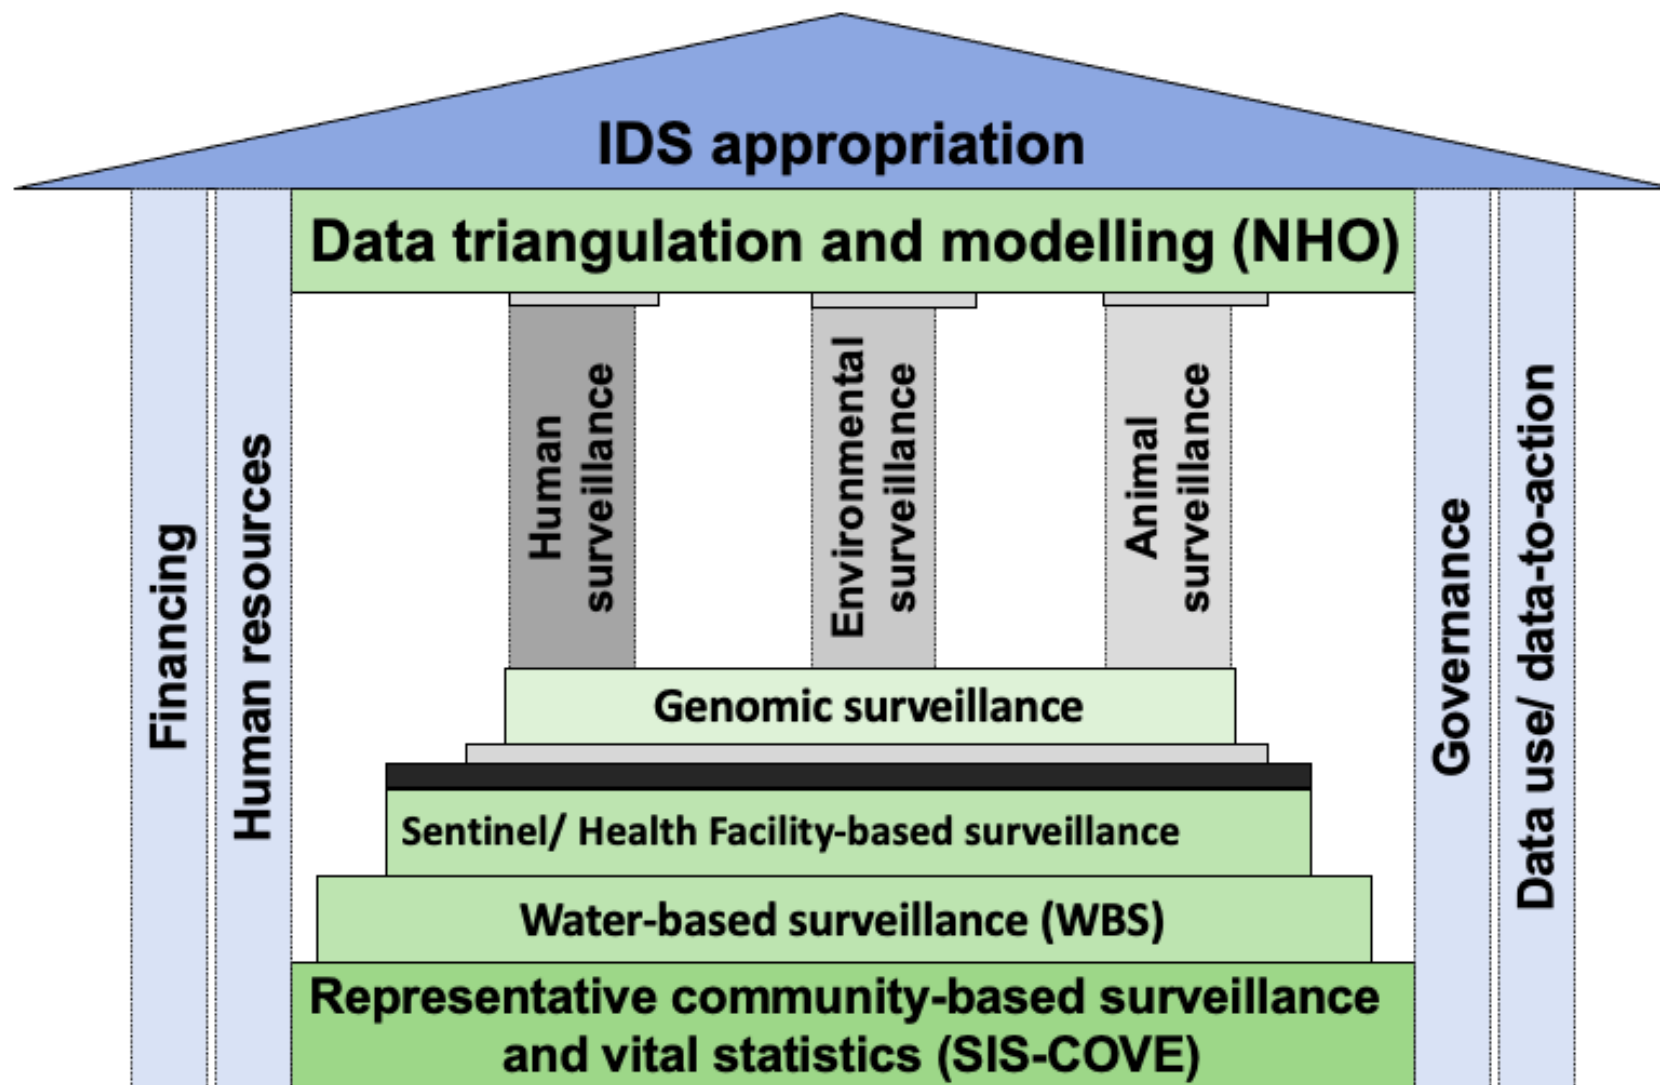 IDS appropriation
Data triangulation and modelling (NHO)
Financing
Human resources
Human
surveillance
Environmental
surveillance
Animal
surveillance
Governance
Data use/ data-to-action
Genomic surveillance
Sentinel/ Health Facility-based surveillance
Water-based surveillance (WBS)
Representative community-based surveillance
and vital statistics (SIS-COVE)